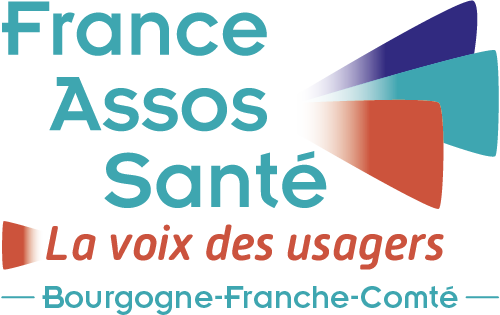 France
Assos
Santé
La voix des usagers
Bourgogne-Franche-Comté